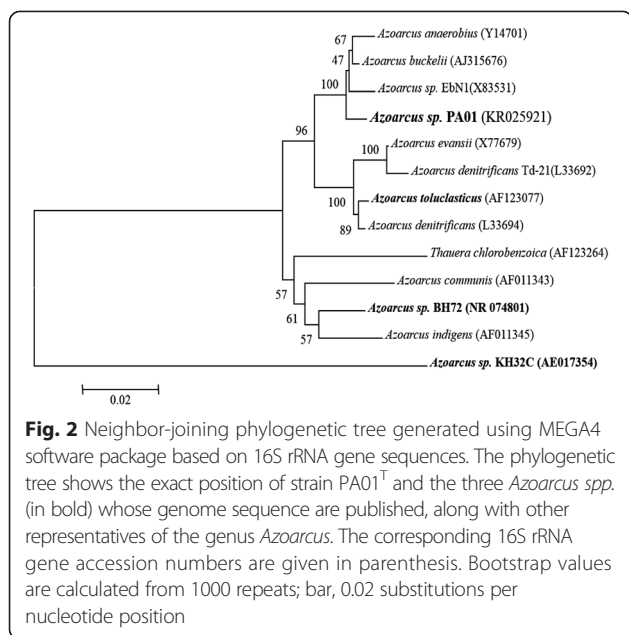 67
Azoarcus anaerobius (Y14701)
47
Azoarcus buckelii (AJ315676)
100
Azoarcus sp. EbN1(X83531)
Azoarcus sp. PA01 (KR025921)
96
100
Azoarcus evansii (X77679)
Azoarcus denitrificans Td-21(L33692)
100
Azoarcus toluclasticus (AF123077)
89
Azoarcus denitrificans (L33694)
Thauera chlorobenzoica (AF123264)
57
Azoarcus communis (AF011343)
61
Azoarcus sp. BH72 (NR 074801)
57
Azoarcus indigens (AF011345)
Azoarcus sp. KH32C (AE017354)
0.02
Fig. 2 Neighbor-joining phylogenetic tree generated using MEGA4
software package based on 16S rRNA gene sequences. The phylogenetic
tree shows the exact position of strain PA01T and the three Azoarcus spp.
(in bold) whose genome sequence are published, along with other
representatives of the genus Azoarcus. The corresponding 16S rRNA
gene accession numbers are given in parenthesis. Bootstrap values
are calculated from 1000 repeats; bar, 0.02 substitutions per
nucleotide position